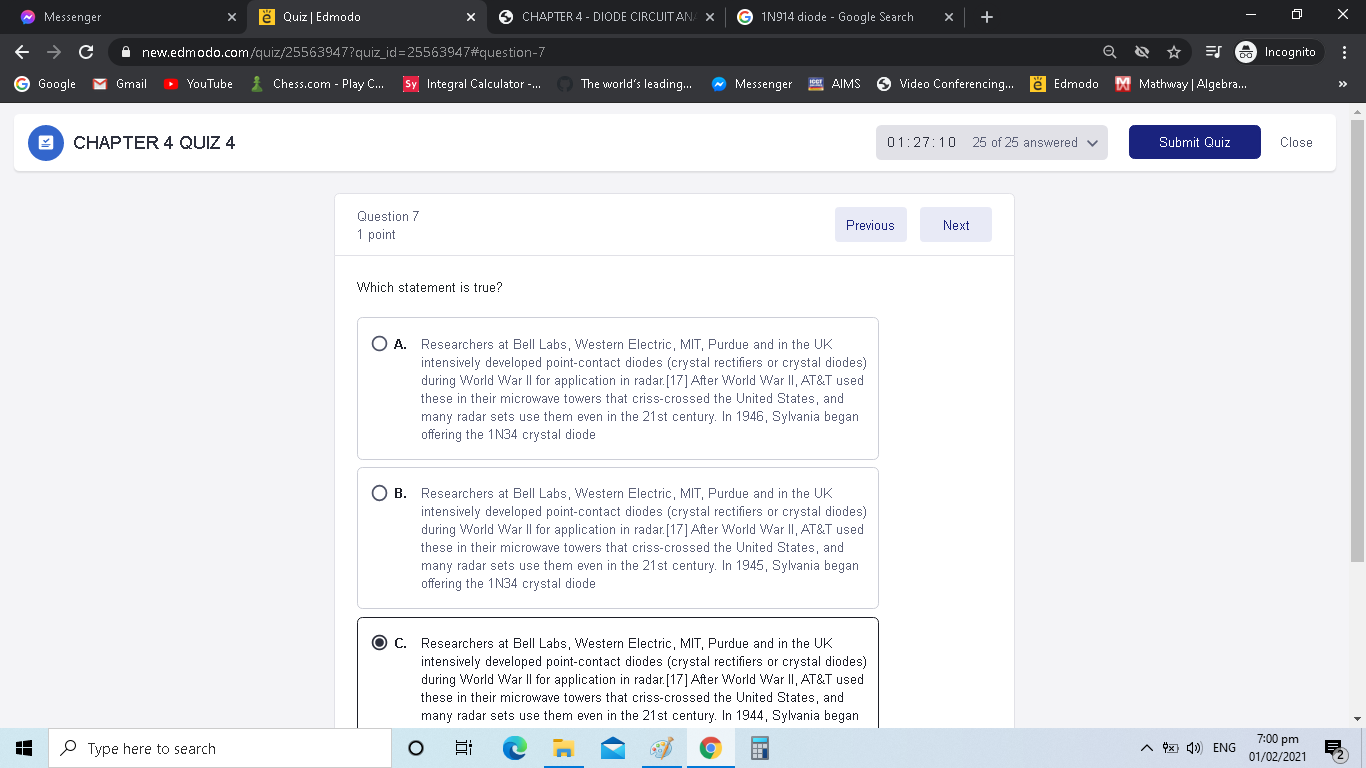 Messenger
Quiz | Edmodo
CHAPTER 4 - DIODE CIRCUIT AN
1N914 diode - Google Search
new.edmodo.com/quiz/25563947?quiz_id=25563947#question-7
Incognito
Google
Gmail
YouTube
Chess.com - Play C...
Sy
Integral Calculator -...
The world's leading...
Messenger
AIMS
Video Conferencing...
Edmodo
Mathway | Algebra...
CHAPTER 4 QUIZ 4
01:27:10 25 of 25 answered
Submit Quiz
Close
Question 7
1 point
Previous
Next
Which statement is true?
A. Researchers at Bell Labs, Western Electric, MIT, Purdue and in the UK
intensively developed point-contact diodes (crystal rectifiers or crystal diodes)
during World War II for application in radar.[17] After World War II, AT&T used
these in their microwave towers that criss-crossed the United States, and
many radar sets use them even in the 21st century. In 1946, Sylvania began
offering the 1N34 crystal diode
B. Researchers at Bell Labs, Western Electric, MIT, Purdue and in the UK
intensively developed point-contact diodes (crystal rectifiers or crystal diodes)
during World War II for application in radar.[17] After World War II, AT&T used
these in their microwave towers that criss-crossed the United States, and
many radar sets use them even in the 21st century. In 1945, Sylvania began
offering the 1N34 crystal diode
C. Researchers at Bell Labs, Western Electric, MIT, Purdue and in the UK
intensively developed point-contact diodes (crystal rectifiers or crystal diodes)
during World War II for application in radar.[17] After World War II, AT&T used
these in their microwave towers that criss-crossed the United States, and
many radar sets use them even in the 21st century. In 1944, Sylvania began
Type here to search
ENG
7:00 pm
01/02/2021
2